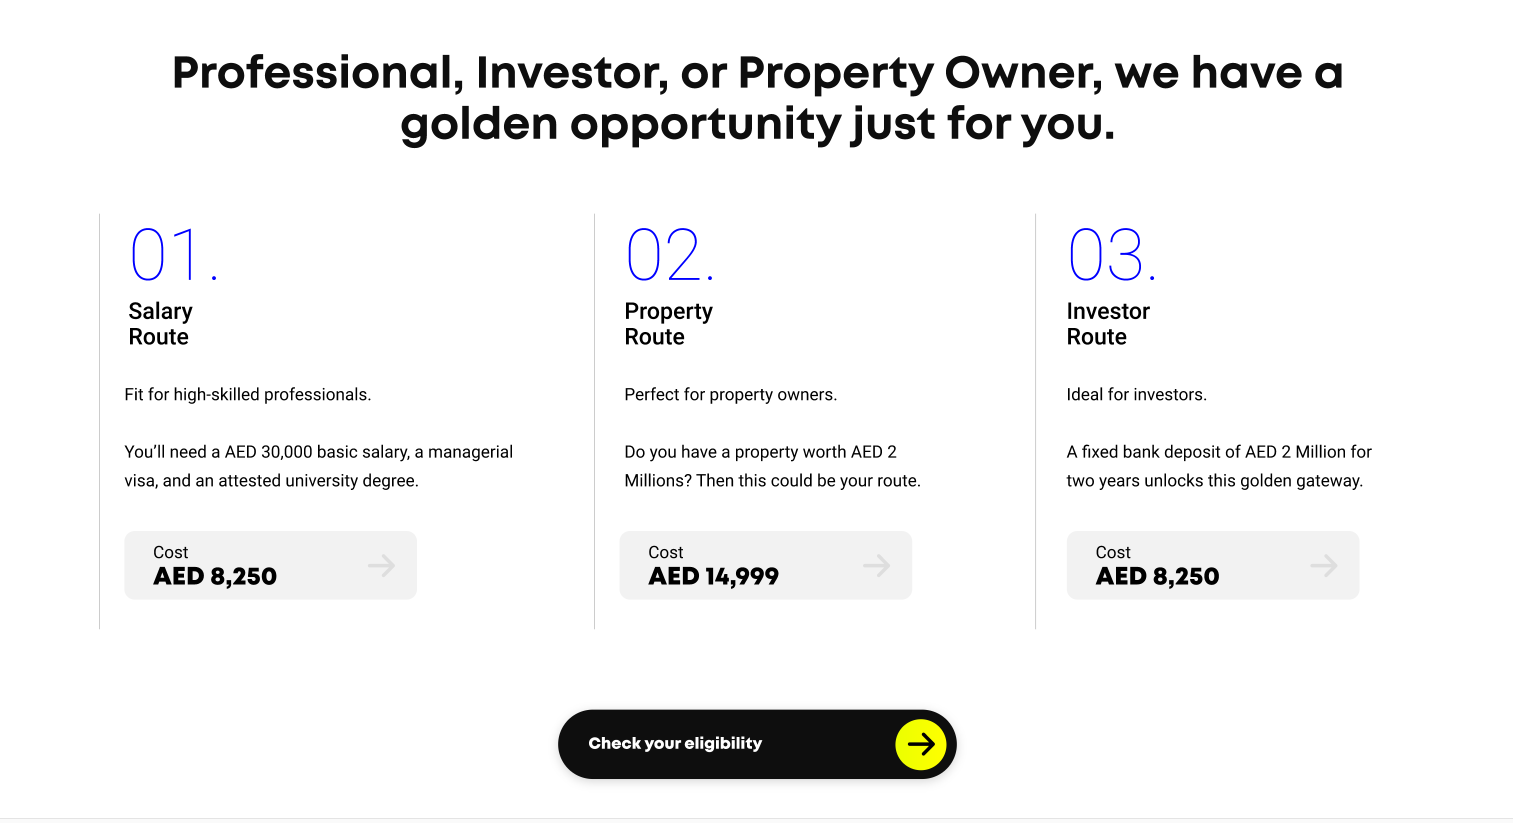 Professional, Investor, or Property Owner, we have a
golden opportunity just for you.
01.
Salary
Route
Fit for high-skilled professionals.
You’ll need a AED 30,000 basic salary, a managerial
visa, and an attested university degree.
Cost
AED 8,250
02.
Property
Route
Perfect for property owners.
Do you have a property worth AED 2
Millions? Then this could be your route.
Cost
AED 14,999
03.
Investor
Route
Ideal for investors.
A fixed bank deposit of AED 2 Million for
two years unlocks this golden gateway.
Cost
AED 8,250
Check your eligibility